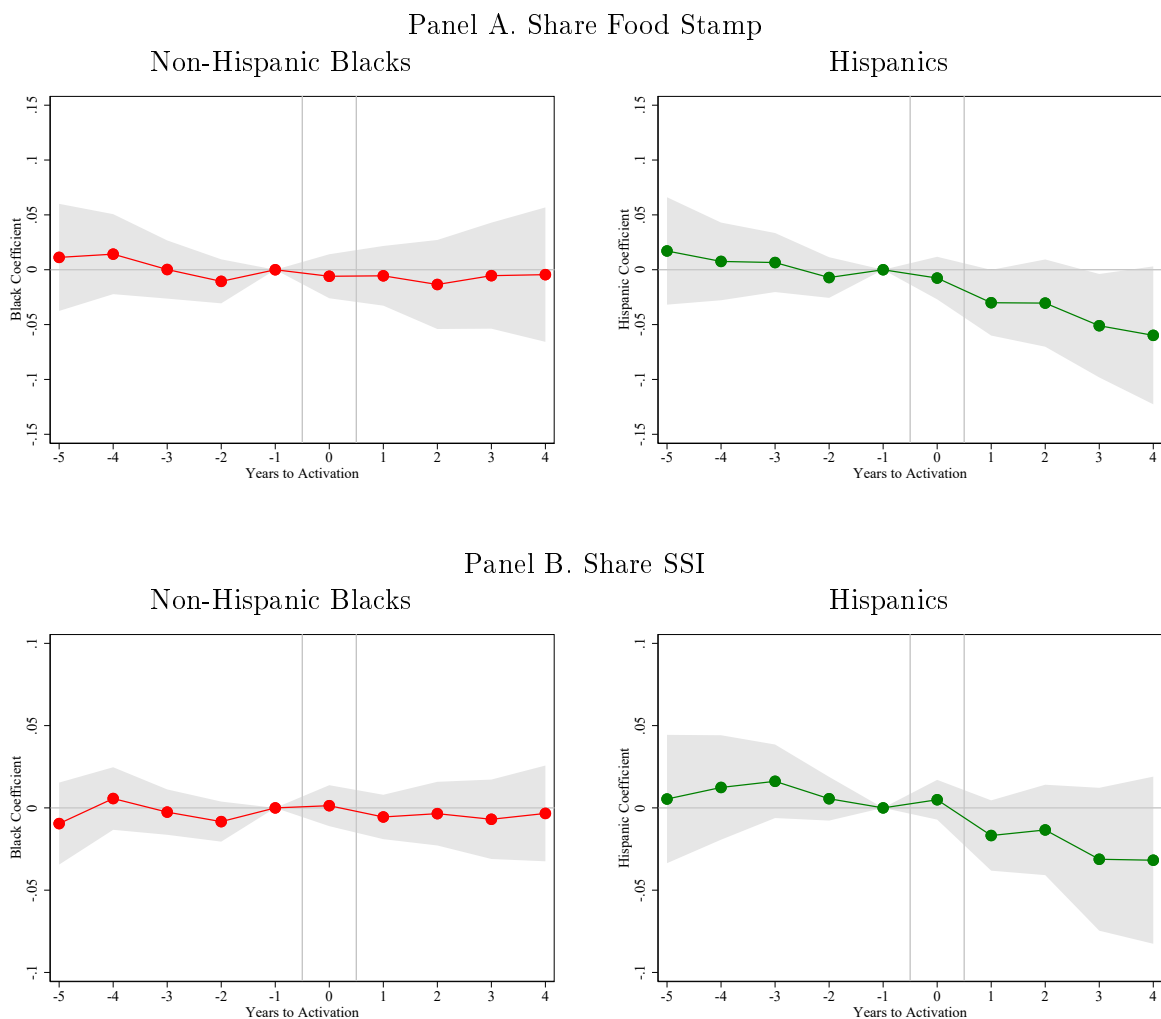 Panel A. Share Food Stamp
Non-Hispanic Blacks
Hispanics
.15
.1
.05
0
-.05
-.1
-.15
Black Coefficient
-5 -4 -3 -2 -1 0 1 2 3 4
Years to Activation
.15
.1
.05
0
-.05
-.1
-.15
Hispanic Coefficient
-5 -4 -3 -2 -1 0 1 2 3 4
Years to Activation
Panel B. Share SSI
Non-Hispanic Blacks
Hispanics
.1
.05
0
-.05
-.1
Black Coefficient
-5 -4 -3 -2 -1 0 1 2 3 4
Years to Activation
.1
.05
0
-.05
-.1
Hispanic Coefficient
-5 -4 -3 -2 -1 0 1 2 3 4
Years to Activation